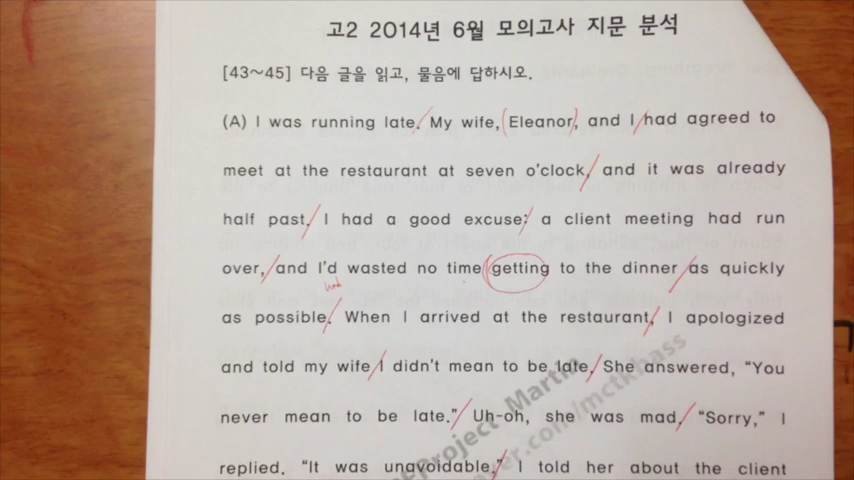 고2 2014년 6월 모의고사 지문 분석
[43~45] 다음 글을 읽고, 물음에 답하시오.
(A) I was running late. My wife, Eleanor, and I had agreed to
meet at the restaurant at seven o'clock, and it was already
half past. I had a good excuse: a client meeting had run
over, and I'd wasted no time getting to the dinner as quickly
had
as possible. When I arrived at the restaurant, I apologized
and told my wife I didn't mean to be late. She answered, "You
never mean to be late." Uh-oh, she was mad. "Sorry," I
replied. "It was unavoidable." I told her about the client
Project Martin
.com/mctkhass